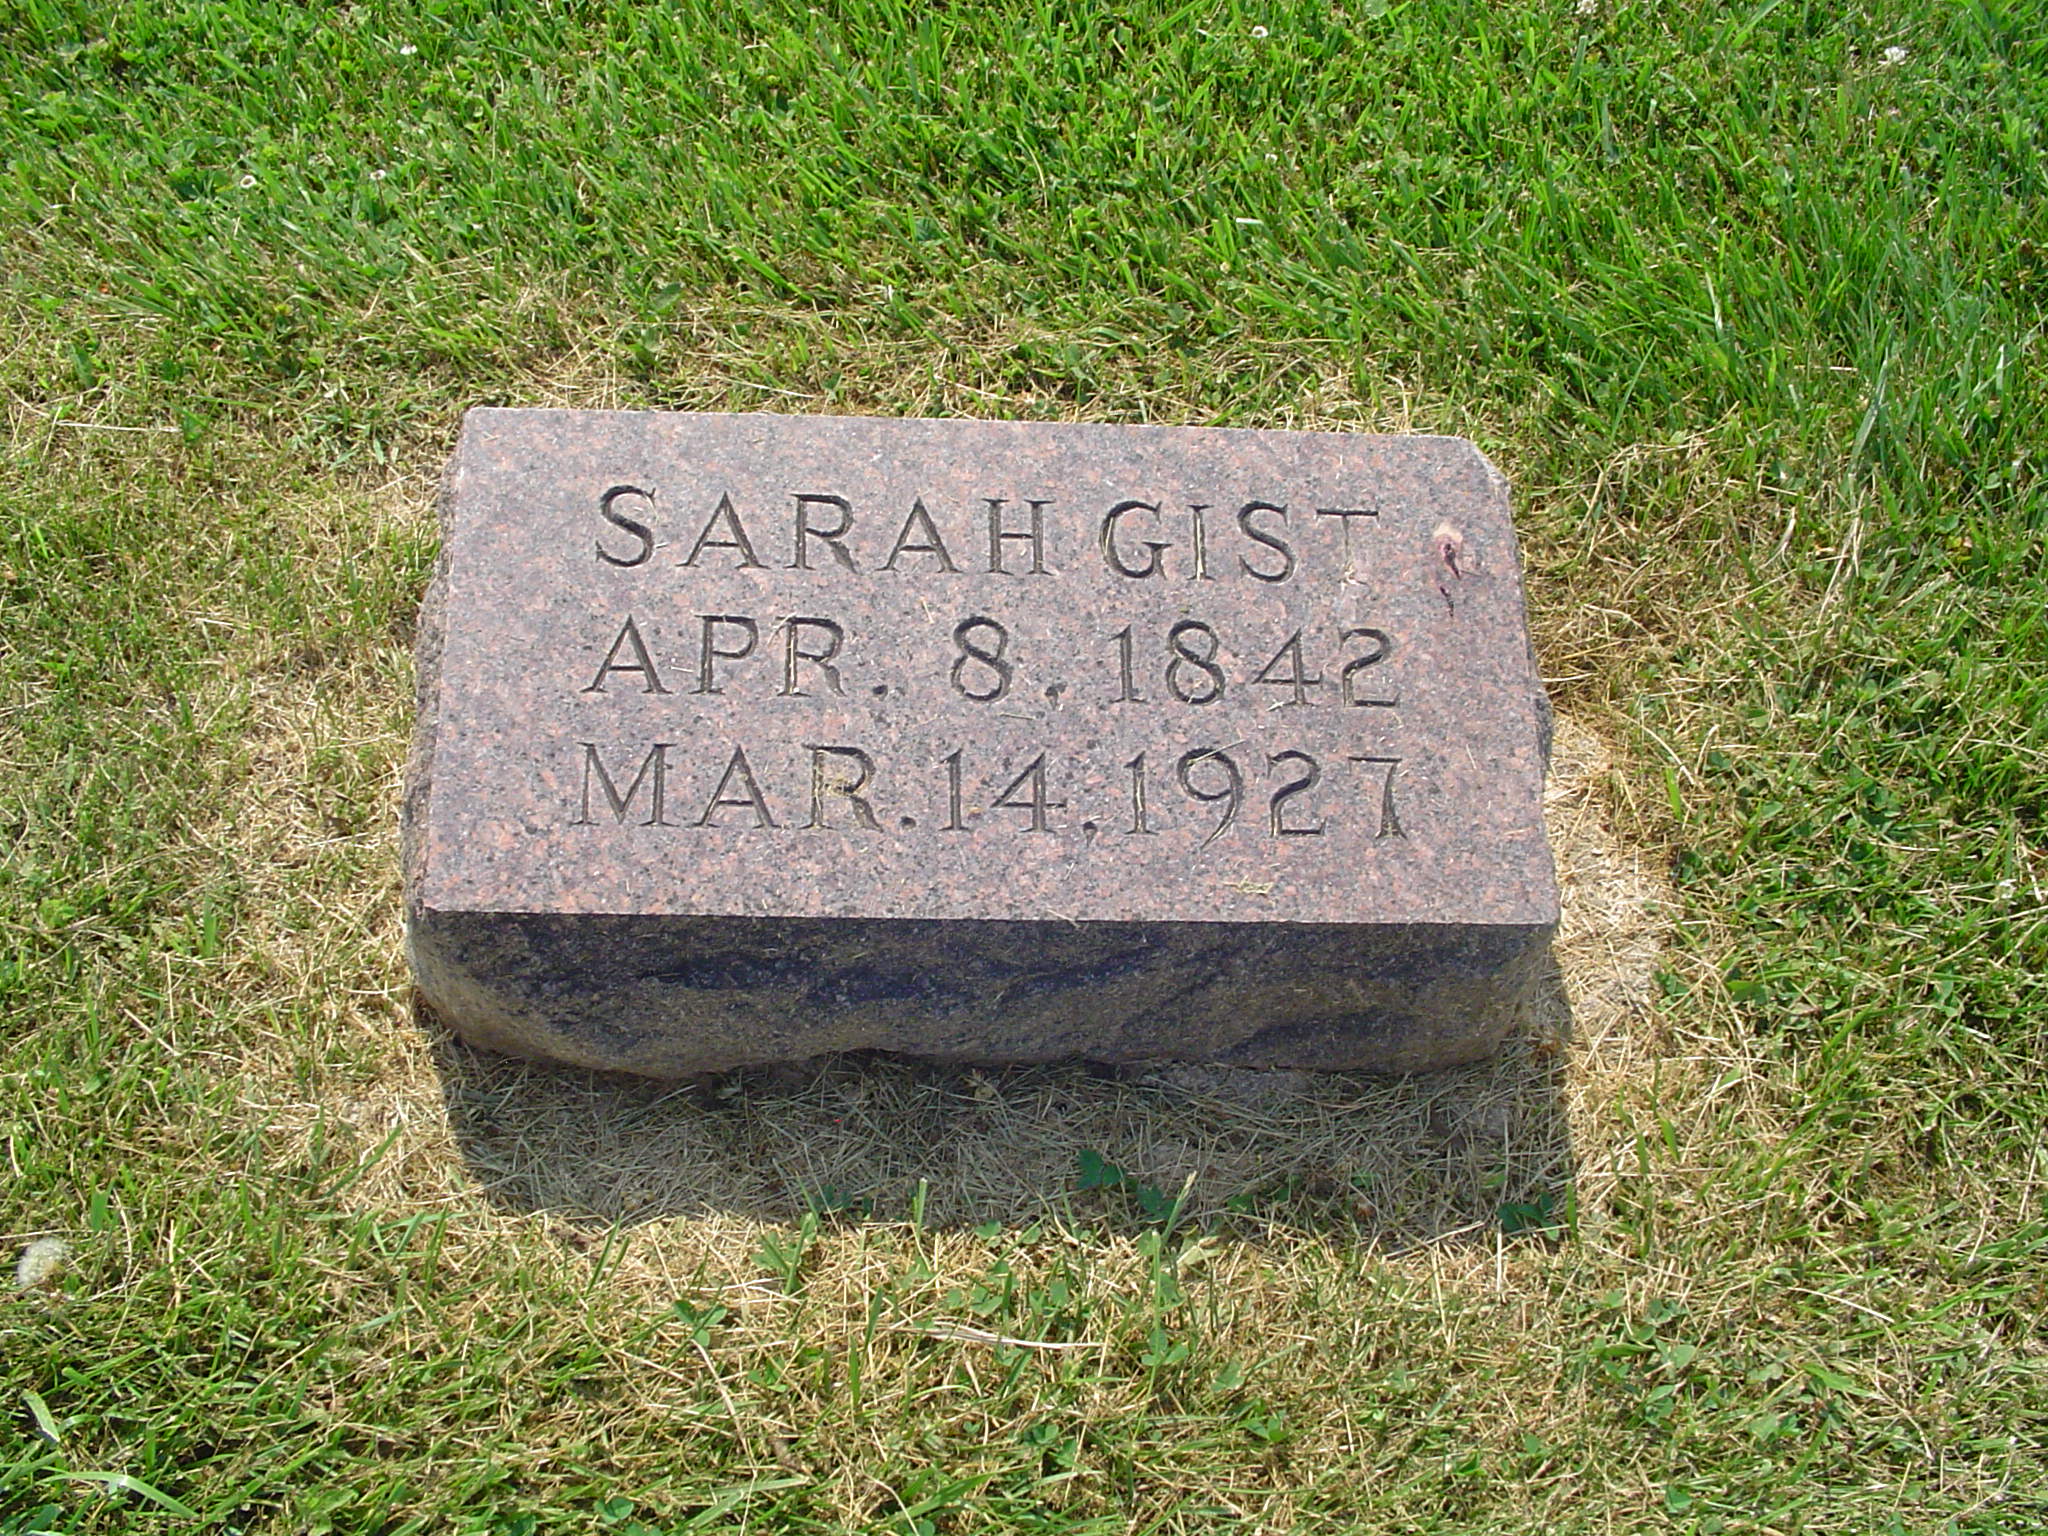 SARAH GIST
APR. 8, 1842
MAR. 14, 1927